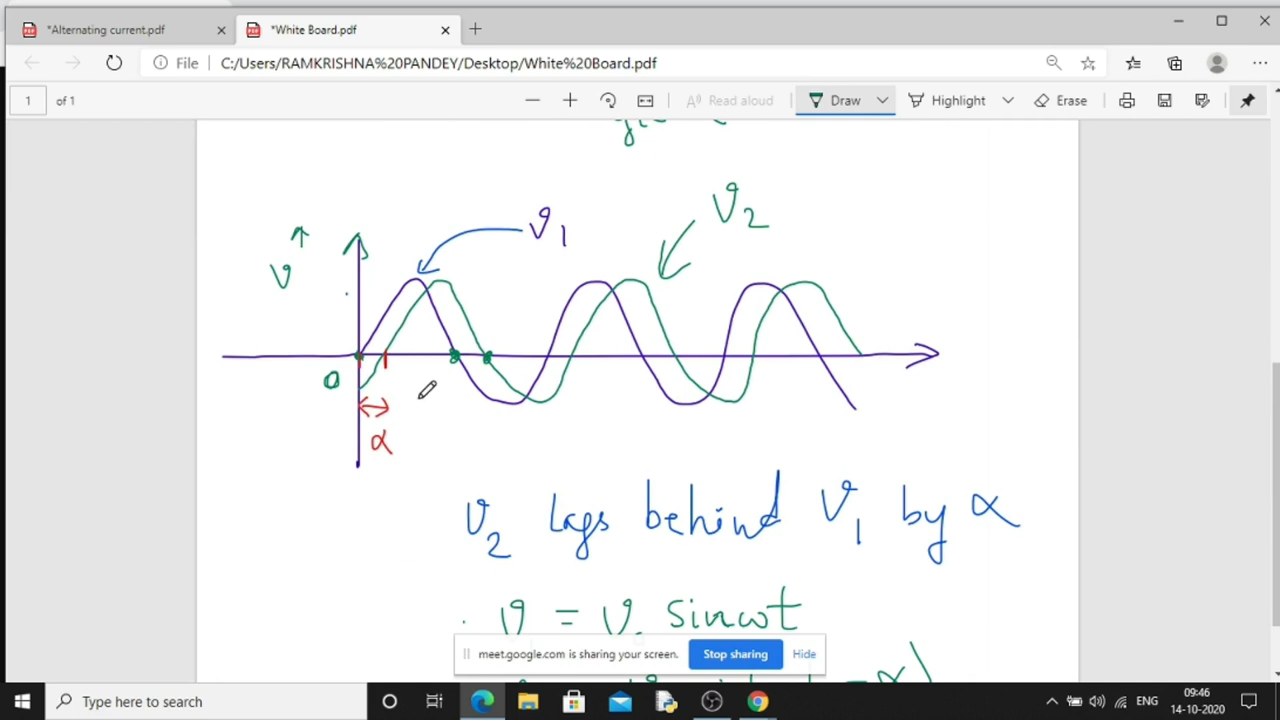 *Alternating current.pdf
*White Board.pdf
File C:/Users/RAMKRISHNA%20PANDEY/Desktop/White%20Board.pdf
1 of 1 Read aloud Draw Highlight Erase
v1
v2
v
0
α
v2 lags behind v1 by α
v = v sinωt
meet.google.com is sharing your screen. Stop sharing Hide
Type here to search
ENG
09:46
14-10-2020